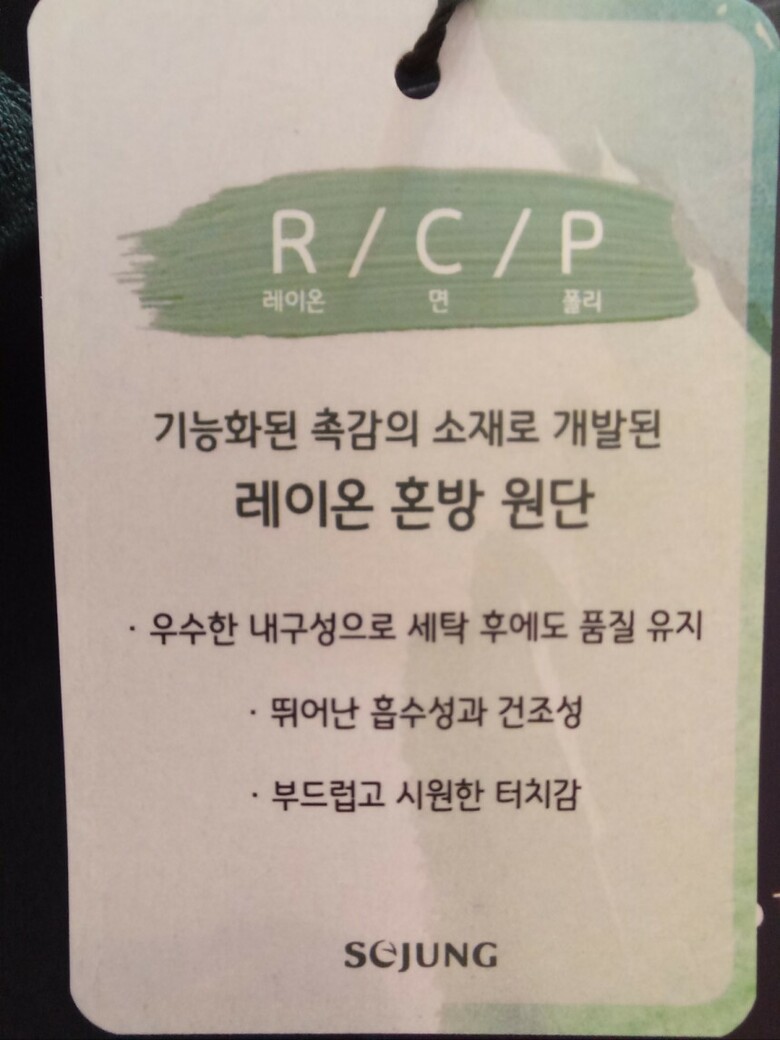 R / C / P
레이온 면 폴리
기능화된 촉감의 소재로 개발된
레이온 혼방 원단
· 우수한 내구성으로 세탁 후에도 품질 유지
· 뛰어난 흡수성과 건조성
· 부드럽고 시원한 터치감
SeJUNG